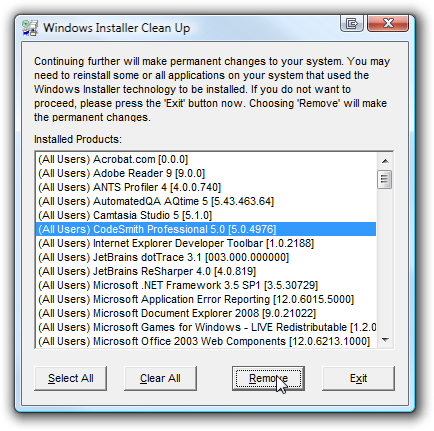 Windows Installer Clean Up
Continuing further will make permanent changes to your system. You may
need to reinstall some or all applications on your system that used the
Windows Installer technology to be installed. If you do not want to
proceed, please press the 'Exit' button now. Choosing 'Remove' will make
the permanent changes.
Installed Products:
(All Users) Acrobat.com [0.0.0]
(All Users) Adobe Reader 9 [9.0.0]
(All Users) ANTS Profiler 4 [4.0.0.740]
(All Users) AutomatedQA AQtime 5 [5.43.463.64]
(All Users) Camtasia Studio 5 [5.1.0]
(All Users) CodeSmith Professional 5.0 [5.0.4976]
(All Users) Internet Explorer Developer Toolbar [1.0.2188]
(All Users) JetBrains dotTrace 3.1 [003.000.000000]
(All Users) JetBrains ReSharper 4.0 [4.0.819]
(All Users) Microsoft .NET Framework 3.5 SP1 [3.5.30729]
(All Users) Microsoft Application Error Reporting [12.0.6015.5000]
(All Users) Microsoft Document Explorer 2008 [9.0.21022]
(All Users) Microsoft Games for Windows - LIVE Redistributable [1.2.0
(All Users) Microsoft Office 2003 Web Components [12.0.6213.1000]
Select All Clear All Remove Exit